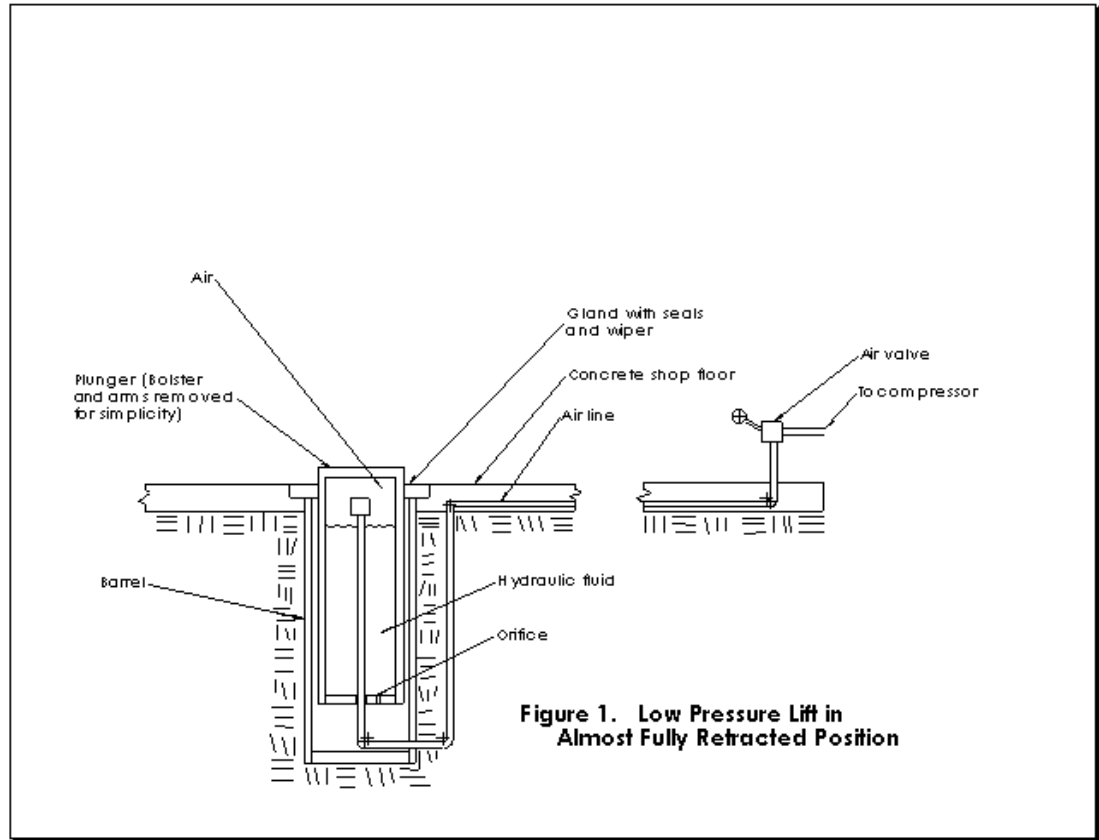 Air
Gland with seals
and wiper
Air valve
Plunger (Bolster
and arms removed
for simplicity)
Concrete shop floor
To compressor
Air line
Barrel
Hydraulic fluid
Orifice
Figure 1. Low Pressure Lift in
Almost Fully Retracted Position